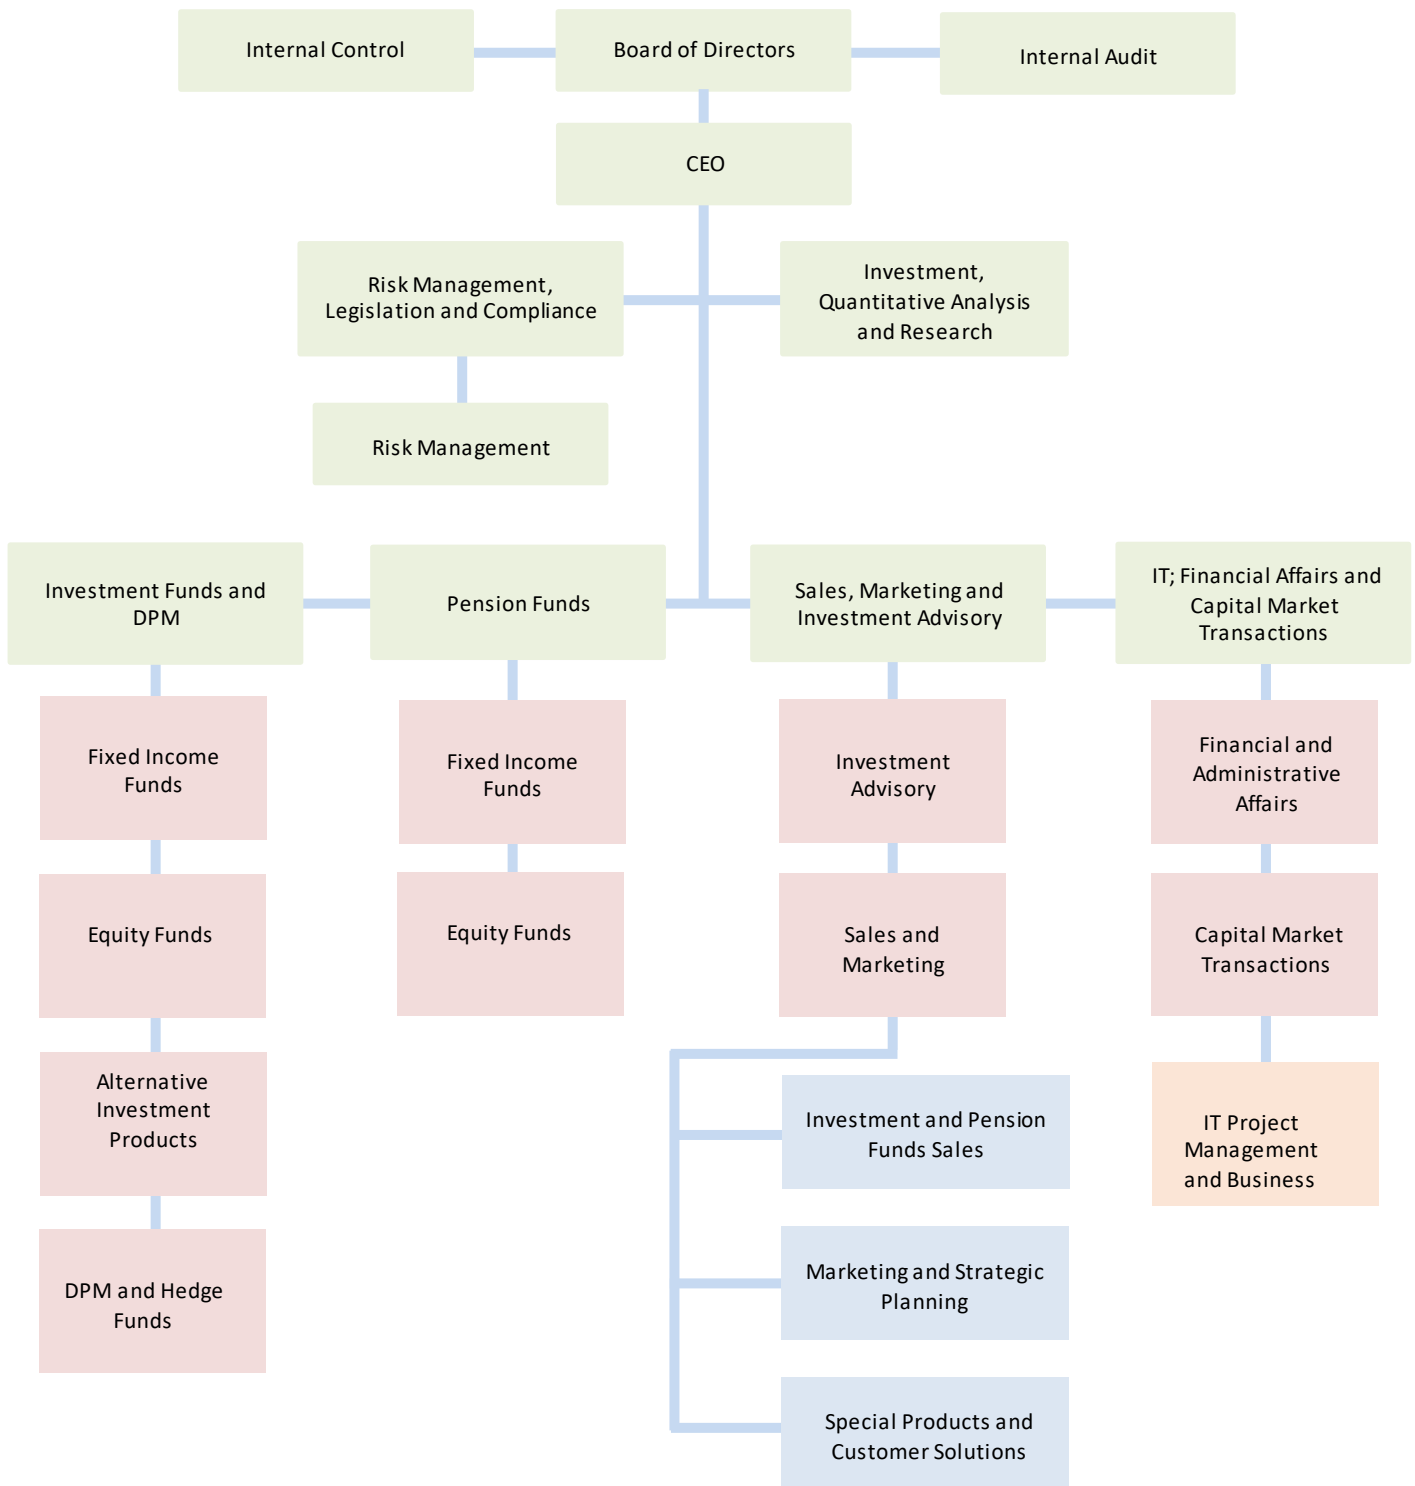 Internal Control
Board of Directors
Internal Audit
CEO
Risk Management,
Legislation and Compliance
Investment,
Quantitative Analysis
and Research
Risk Management
Investment Funds and
DPM
Pension Funds
Sales, Marketing and
Investment Advisory
IT; Financial Affairs and
Capital Market
Transactions
Fixed Income
Funds
Fixed Income
Funds
Investment
Advisory
Financial and
Administrative
Affairs
Equity Funds
Equity Funds
Sales and
Marketing
Capital Market
Transactions
Alternative
Investment
Products
Investment and Pension
Funds Sales
IT Project
Management
and Business
DPM and Hedge
Funds
Marketing and Strategic
Planning
Special Products and
Customer Solutions